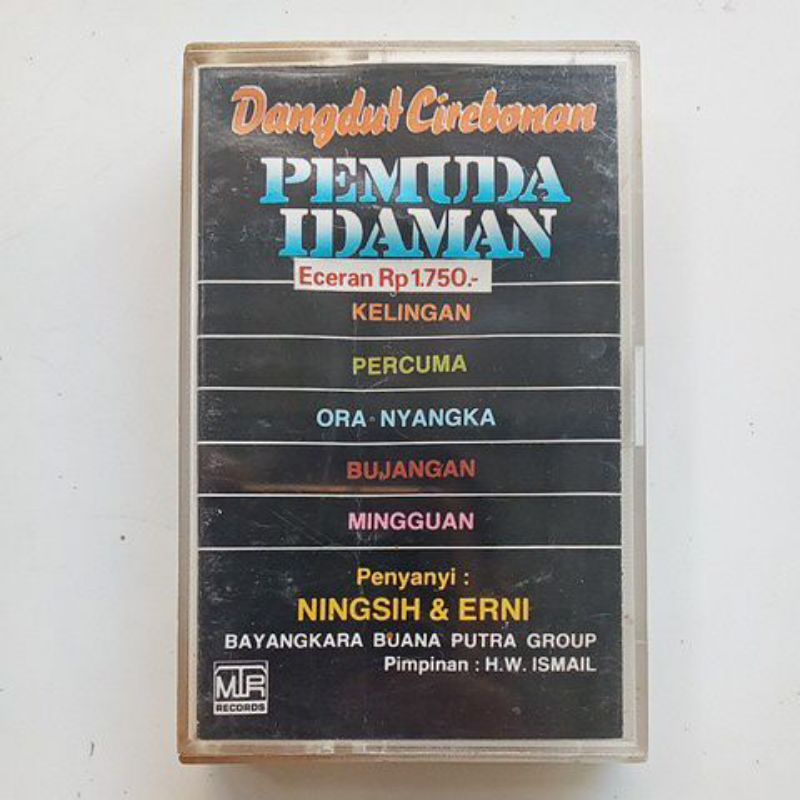 Dangdut Cirebonan
PEMUDA
IDAMAN
Eceran Rp 1.750.-
KELINGAN
PERCUMA
ORA NYANGKA
BUJANGAN
MINGGUAN
Penyanyi :
NINGSIH & ERNI
BAYANGKARA BUANA PUTRA GROUP
Pimpinan : H.W. ISMAIL
MTR
RECORDS